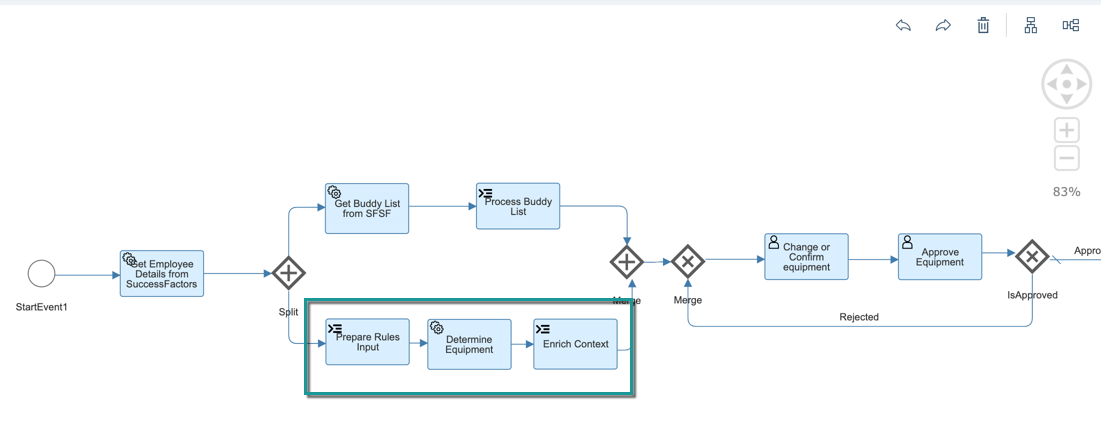 83%
Get Buddy List
from SFSF
Process Buddy
List
Get Employee
Details from
SuccessFactors
StartEvent1
Split
Merge
Merge
Change or
Confirm
equipment
Approve
Equipment
Appro
IsApproved
Rejected
Prepare Rules
Input
Determine
Equipment
Enrich Context